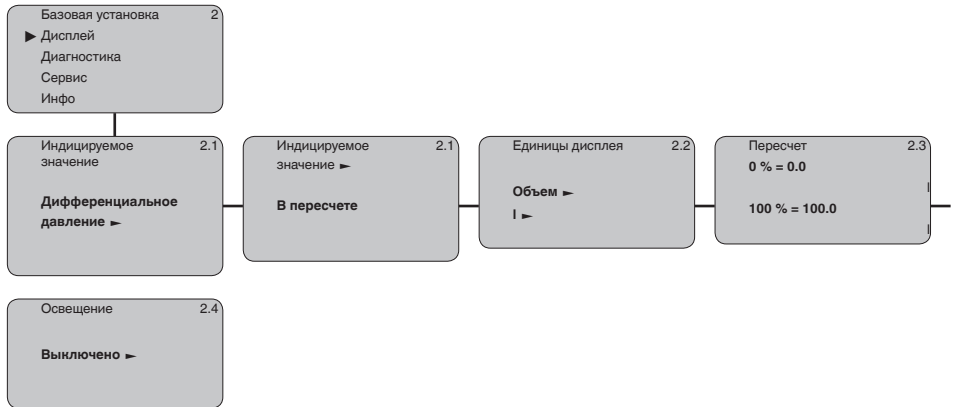 Базовая установка 2
▶ Дисплей
Диагностика
Сервис
Инфо
Индицируемое 2.1
значение
Дифференциальное
давление ►
Индицируемое 2.1
значение ►
В пересчете
Единицы дисплея 2.2
Объем ►
l ►
Пересчет 2.3
0 % = 0.0
l
100 % = 100.0
l
Освещение 2.4
Выключено ►